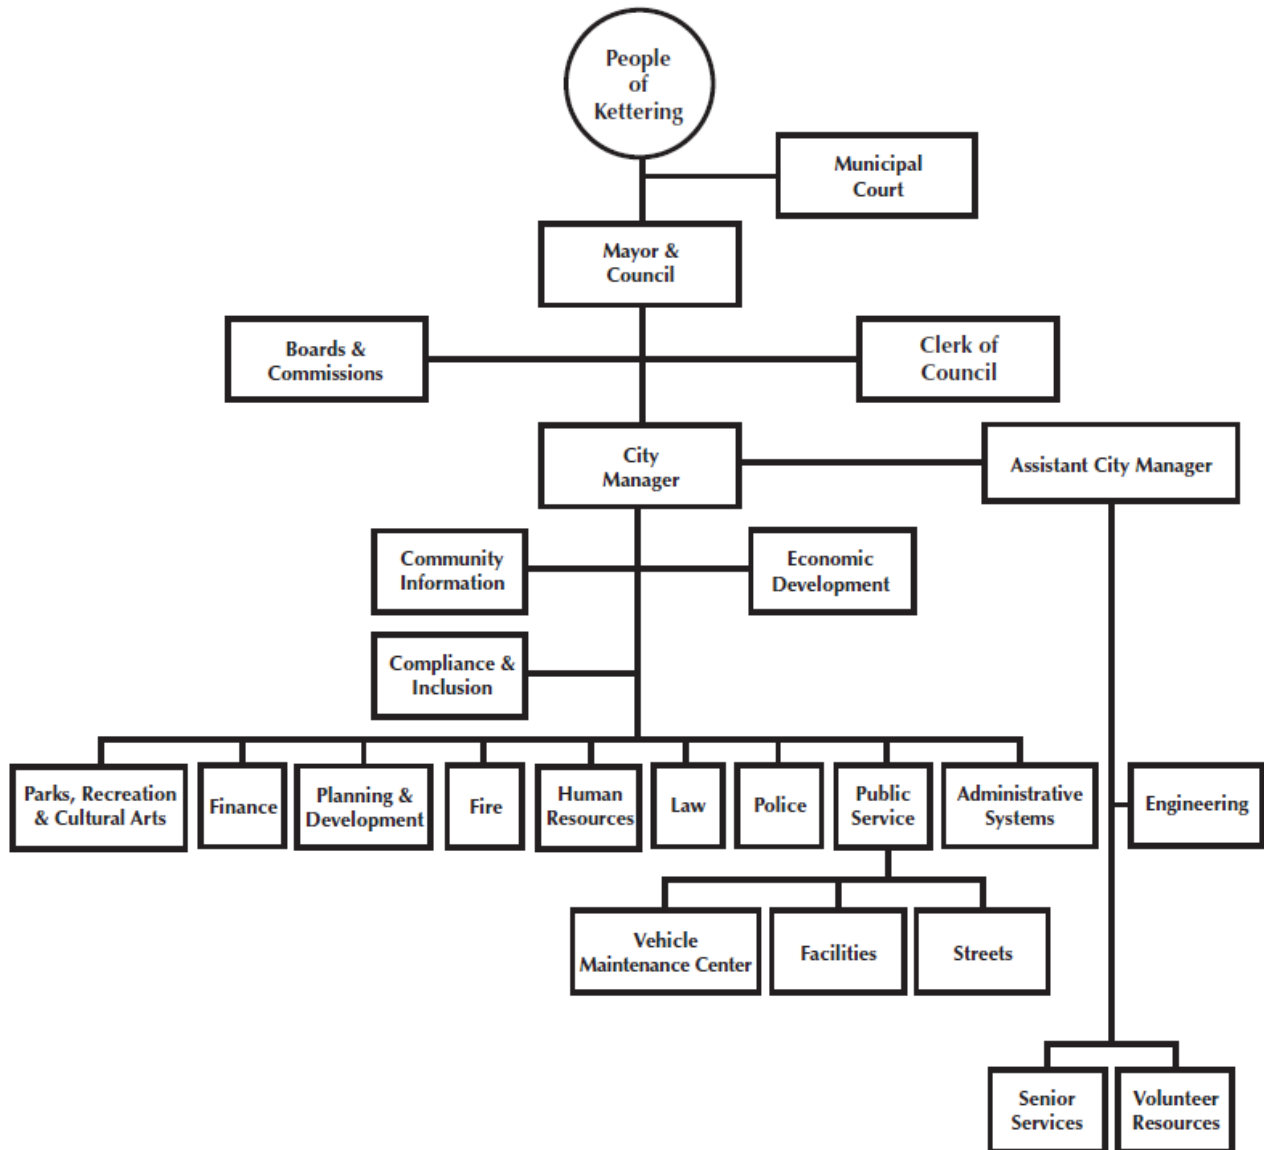 People
of
Kettering
Municipal
Court
Mayor &
Council
Boards &
Commissions
Clerk of
Council
City
Manager
Assistant City Manager
Community
Information
Economic
Development
Compliance &
Inclusion
Parks, Recreation
& Cultural Arts
Finance
Planning &
Development
Fire
Human
Resources
Law
Police
Public
Service
Administrative
Systems
Engineering
Vehicle
Maintenance Center
Facilities
Streets
Senior
Services
Volunteer
Resources